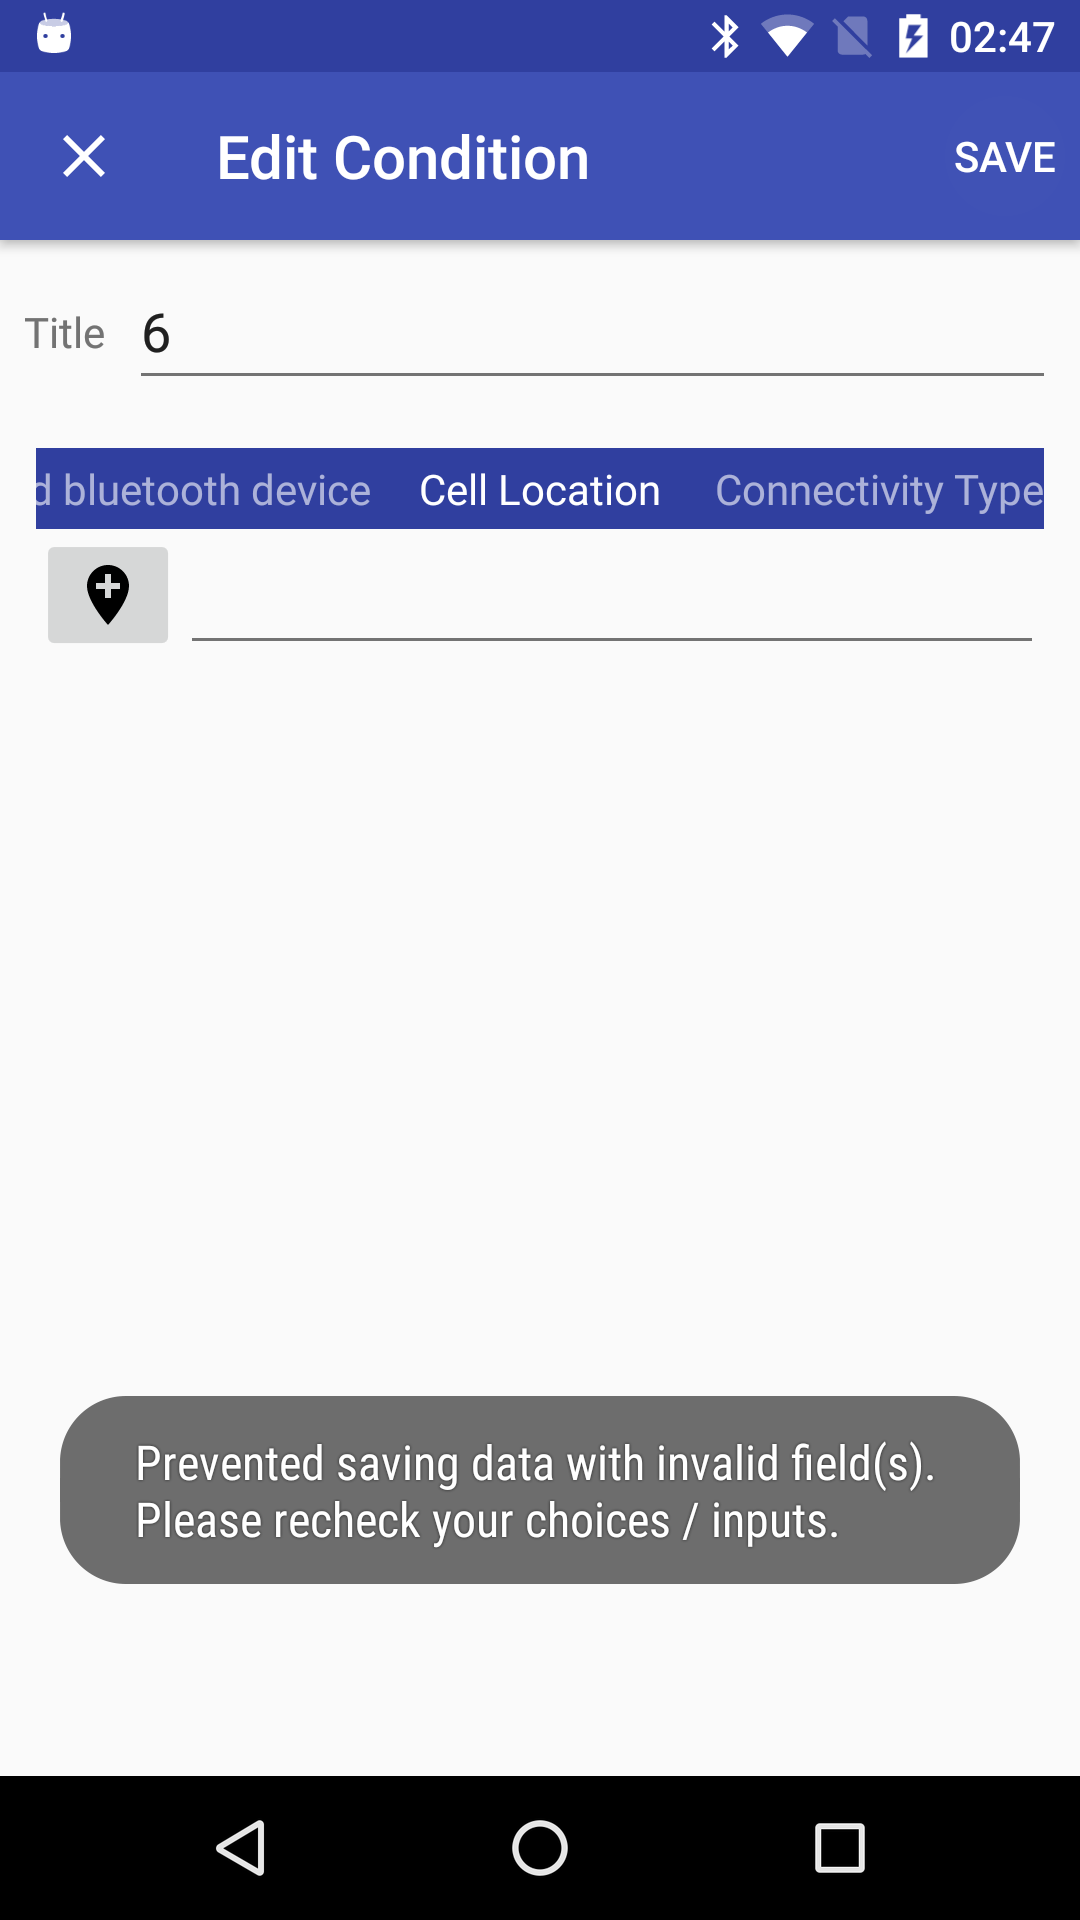 02:47
Edit Condition
SAVE
Title 6
d bluetooth device Cell Location Connectivity Type
Prevented saving data with invalid field(s).
Please recheck your choices / inputs.